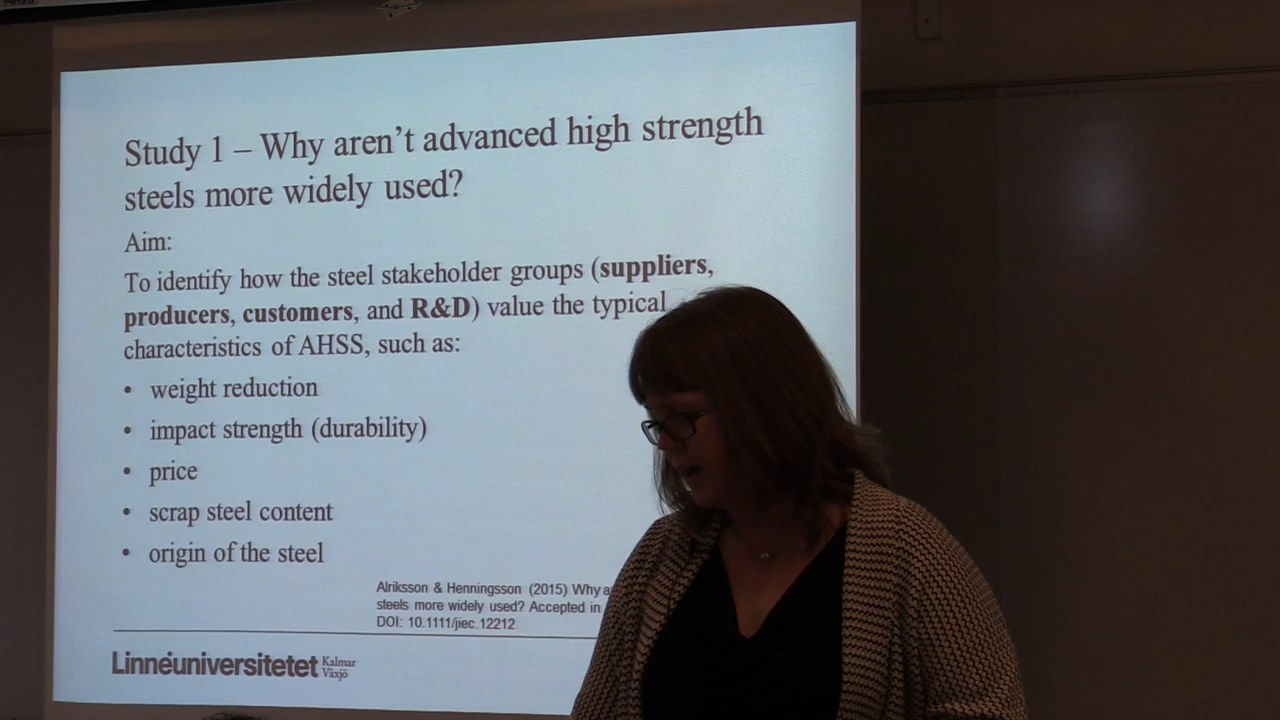 Study 1 – Why aren't advanced high strength
steels more widely used?
Aim:
To identify how the steel stakeholder groups (suppliers,
producers, customers, and R&D) value the typical
characteristics of AHSS, such as:
• weight reduction
• impact strength (durability)
• price
• scrap steel content
• origin of the steel
Alriksson & Henningsson (2015) Why
steels more widely used? Accepted in
DOI: 10.1111/jiec.12212
Linnéuniversitetet Kalmar
Växjö